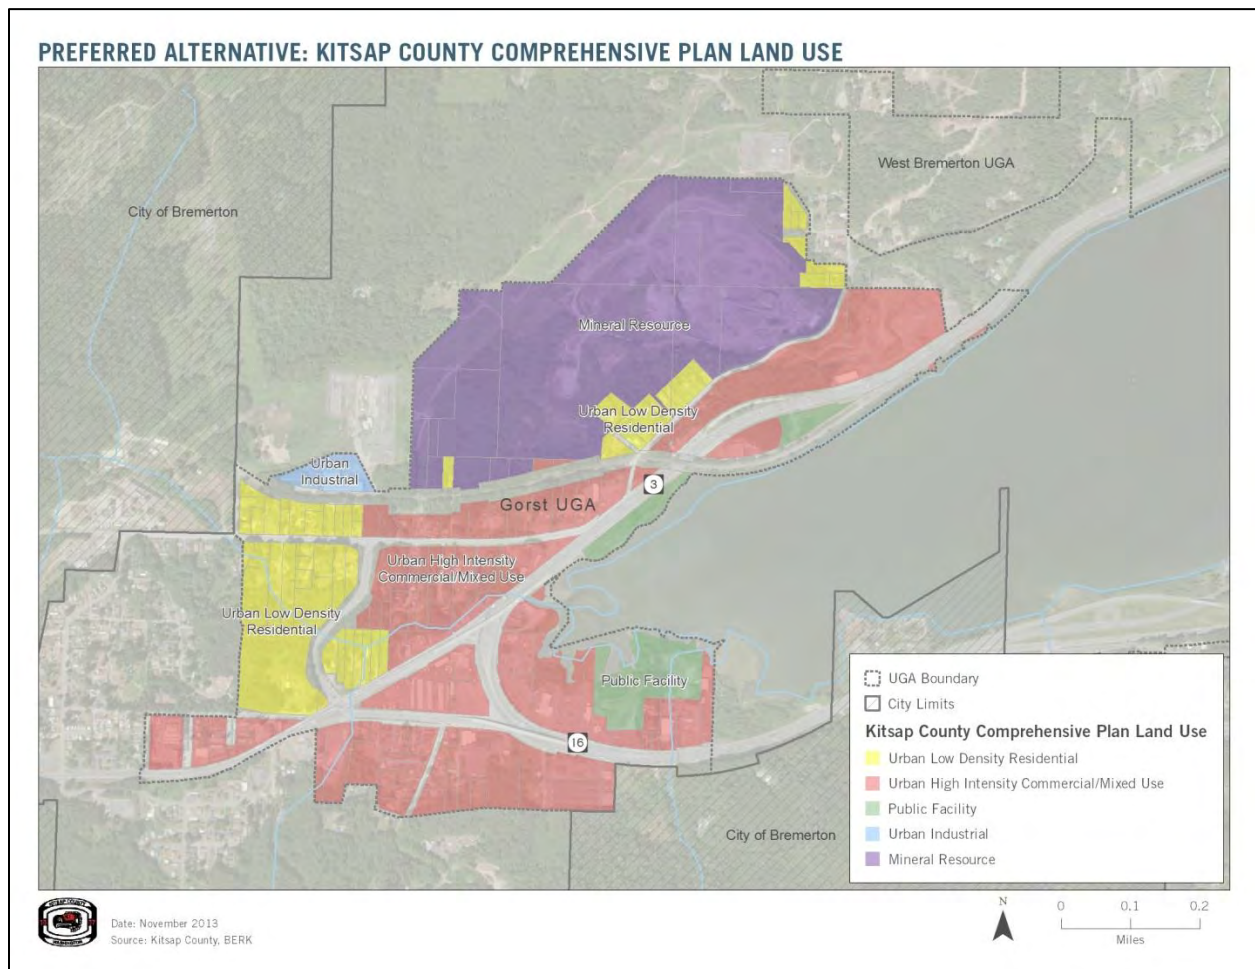 PREFERRED ALTERNATIVE: KITSAP COUNTY COMPREHENSIVE PLAN LAND USE
West Bremerton UGA
City of Bremerton
Mineral Resource
Urban Low Density
Residential
Urban
Industrial
3
Gorst UGA
Urban High Intensity
Commercial/Mixed Use
Urban Low Density
Residential
Public Facility
16
City of Bremerton
UGA Boundary
City Limits
Kitsap County Comprehensive Plan Land Use
Urban Low Density Residential
Urban High Intensity Commercial/Mixed Use
Public Facility
Urban Industrial
Mineral Resource
KITSAP COUNTY
Date: November 2013
Source: Kitsap County, BERK
N
0 0.1 0.2
Miles